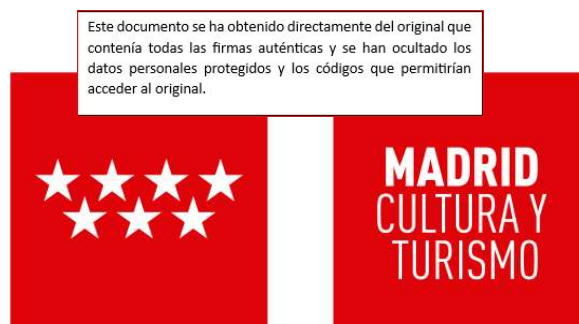 Este documento se ha obtenido directamente del original que
contenía todas las firmas auténticas y se han ocultado los
datos personales protegidos y los códigos que permitirían
acceder al original.
MADRID
CULTURA Y
TURISMO